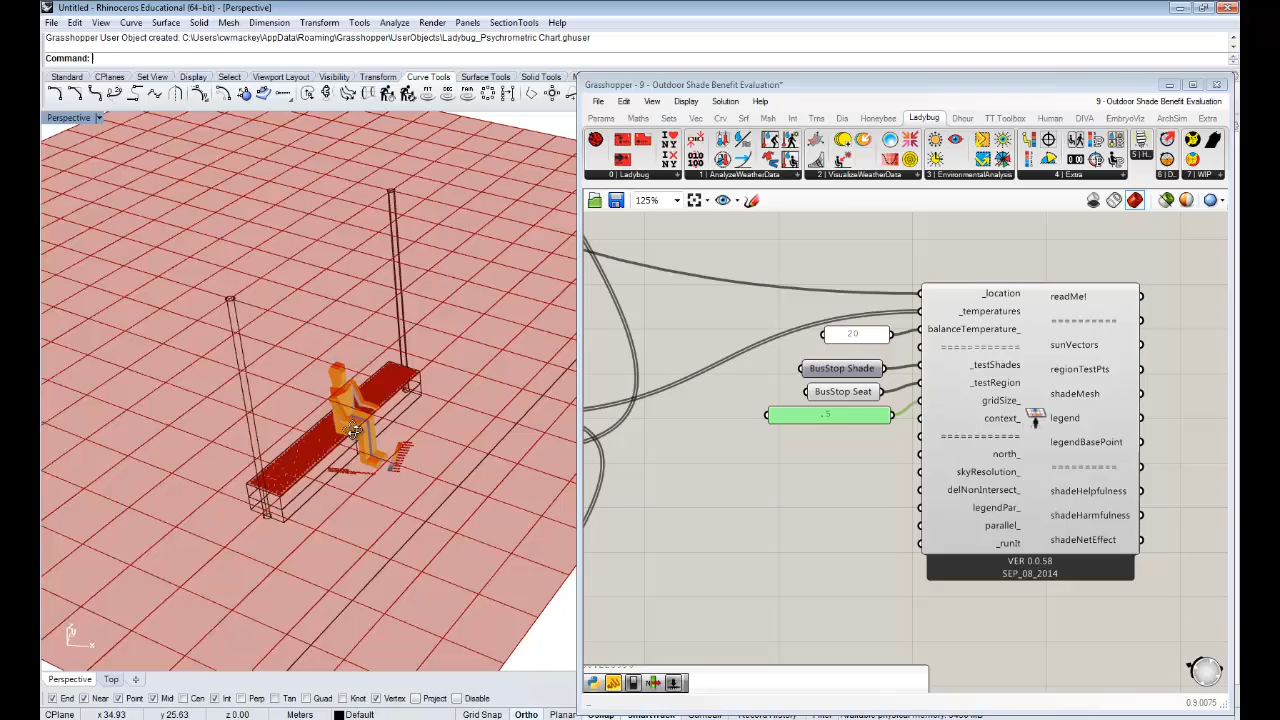 Untitled - Rhinoceros Educational (64-bit) - [Perspective]
File Edit View Curve Surface Solid Mesh Dimension Transform Tools Analyze Render Panels SectionTools Help
Grasshopper User Object created: C:\Users\cwmackey\AppData\Roaming\Grasshopper\UserObjects\Ladybug_Psychrometric Chart.ghuser
Command:
Standard CPlanes Set View Display Select Viewport Layout Visibility Transform Curve Tools Surface Tools Solid Tools
Perspective
Grasshopper - 9 - Outdoor Shade Benefit Evaluation*
File Edit View Display Solution Help 9 - Outdoor Shade Benefit Evaluation
Params Maths Sets Vec Crv Srf Msh Int Trns Dis Honeybee Ladybug Dhour TT Toolbox Human DIVA EmbryoViz ArchSim Extra
0 | Ladybug 1 | AnalyzeWeatherData 2 | VisualizeWeatherData 3 | EnvironmentalAnalysis 4 | Extra 5 | H... 6 | D... 7 | WIP
125%
_location
_temperatures
balanceTemperature_
============
_testShades
_testRegion
gridSize_
context_
============
north_
skyResolution_
delNonIntersect_
legendPar_
parallel_
_runIt
readMe!
==========
sunVectors
regionTestPts
shadeMesh
legend
legendBasePoint
==========
shadeHelpfulness
shadeHarmfulness
shadeNetEffect
20
BusStop Shade
BusStop Seat
.5
VER 0.0.58
SEP_08_2014
y
x
Perspective Top
End Near Point Mid Cen Int Perp Tan Quad Knot Vertex Project Disable
CPlane x 34.93 y 25.63 z 0.00 Meters Default Grid Snap Ortho Planar
0.9.0075